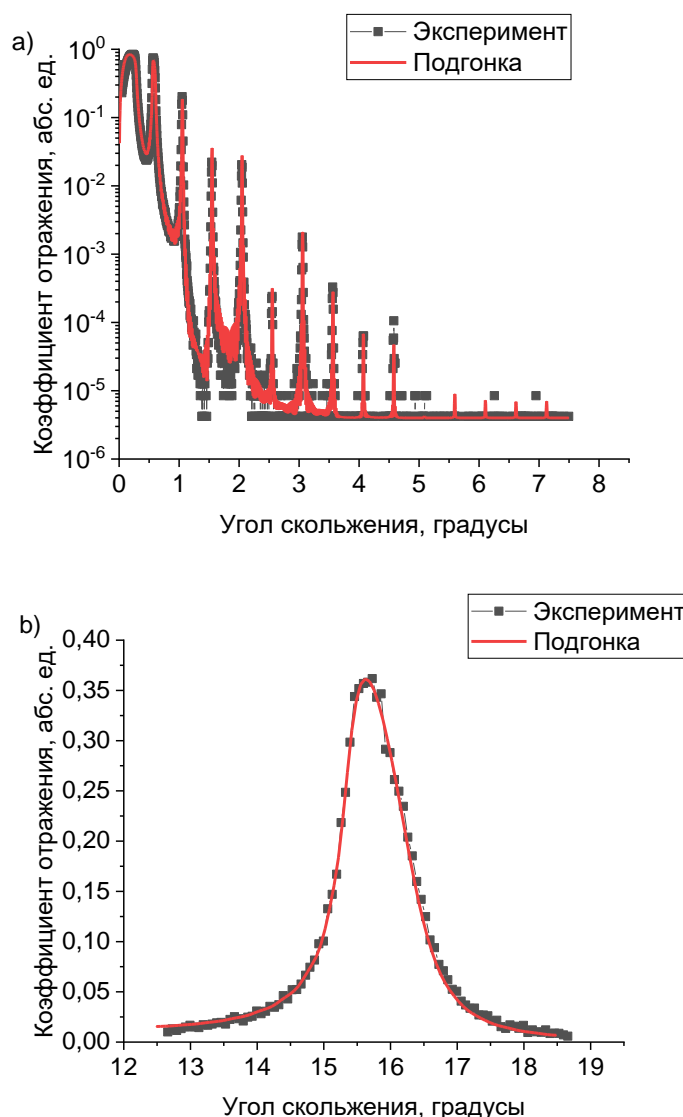 a)
Эксперимент
Подгонка
Коэффициент отражения, абс. ед.
10⁰
10⁻¹
10⁻²
10⁻³
10⁻⁴
10⁻⁵
10⁻⁶
0 1 2 3 4 5 6 7 8
Угол скольжения, градусы
b)
Эксперимент
Подгонка
Коэффициент отражения, абс. ед.
0,40
0,35
0,30
0,25
0,20
0,15
0,10
0,05
0,00
12 13 14 15 16 17 18 19
Угол скольжения, градусы